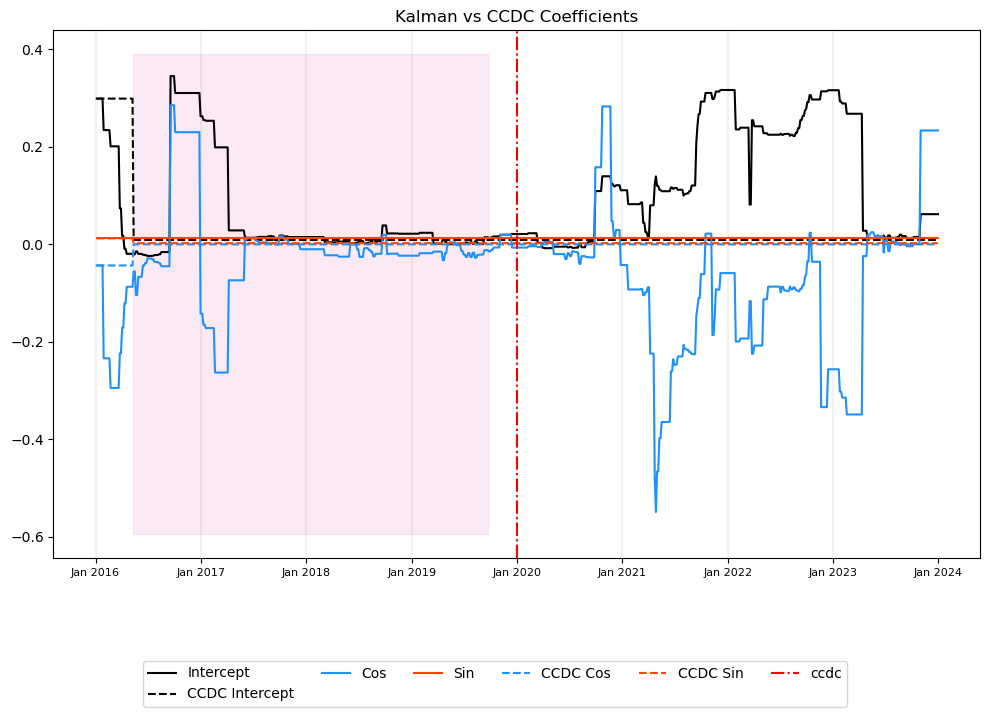 Kalman vs CCDC Coefficients
0.4
0.2
0.0
−0.2
−0.4
−0.6
Jan 2016 Jan 2017 Jan 2018 Jan 2019 Jan 2020 Jan 2021 Jan 2022 Jan 2023 Jan 2024
Intercept Cos Sin CCDC Cos CCDC Sin ccdc
CCDC Intercept